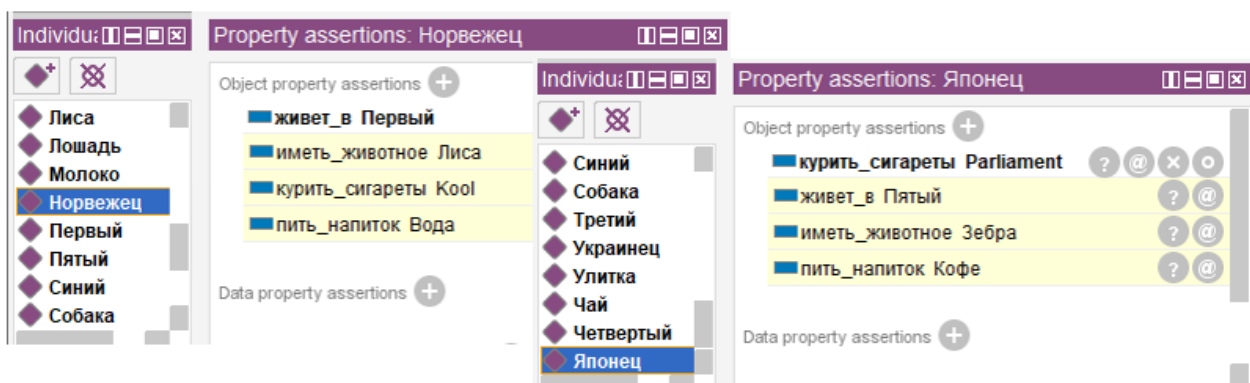 Individu:
Property assertions: Норвежец
Object property assertions
Лиса
Лошадь
Молоко
Норвежец
Первый
Пятый
Синий
Собака
живет_в Первый
иметь_животное Лиса
курить_сигареты Kool
пить_напиток Вода
Data property assertions
Individu:
Property assertions: Японец
Синий
Собака
Третий
Украинец
Улитка
Чай
Четвертый
Японец
Object property assertions
курить_сигареты Parliament
живет_в Пятый
иметь_животное Зебра
пить_напиток Кофе
Data property assertions